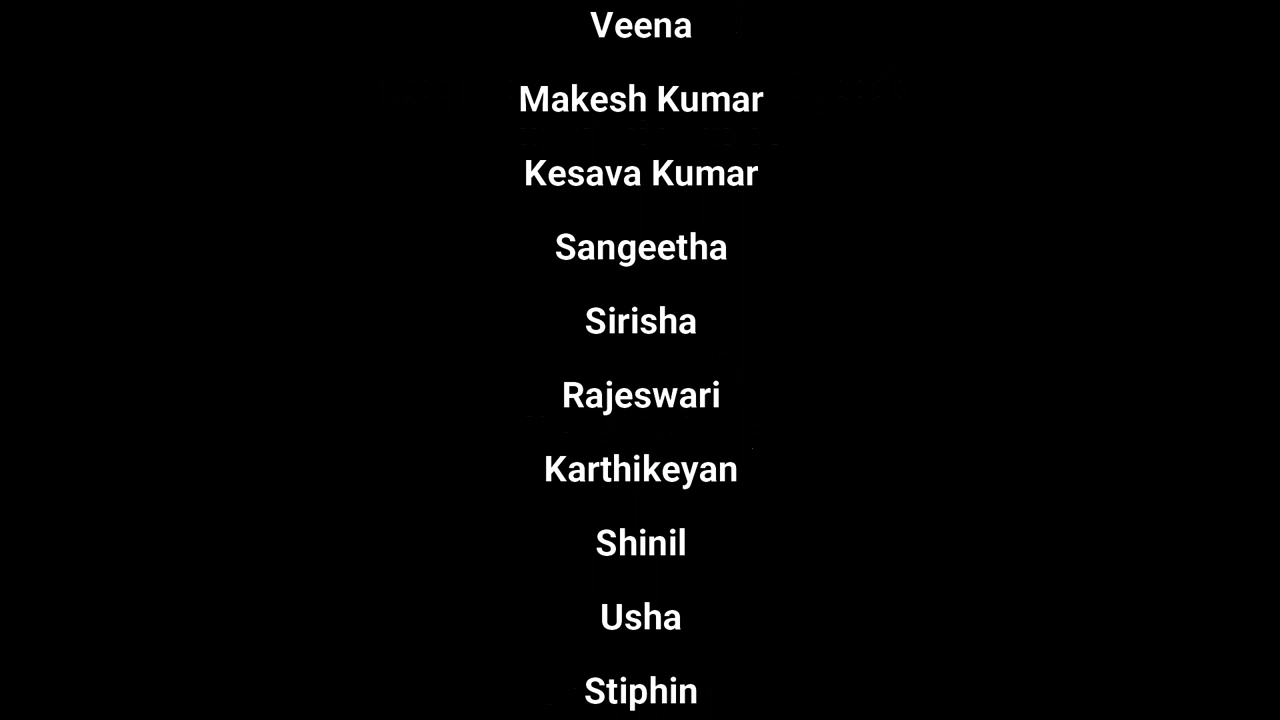 Veena
Makesh Kumar
Kesava Kumar
Sangeetha
Sirisha
Rajeswari
Karthikeyan
Shinil
Usha
Stiphin